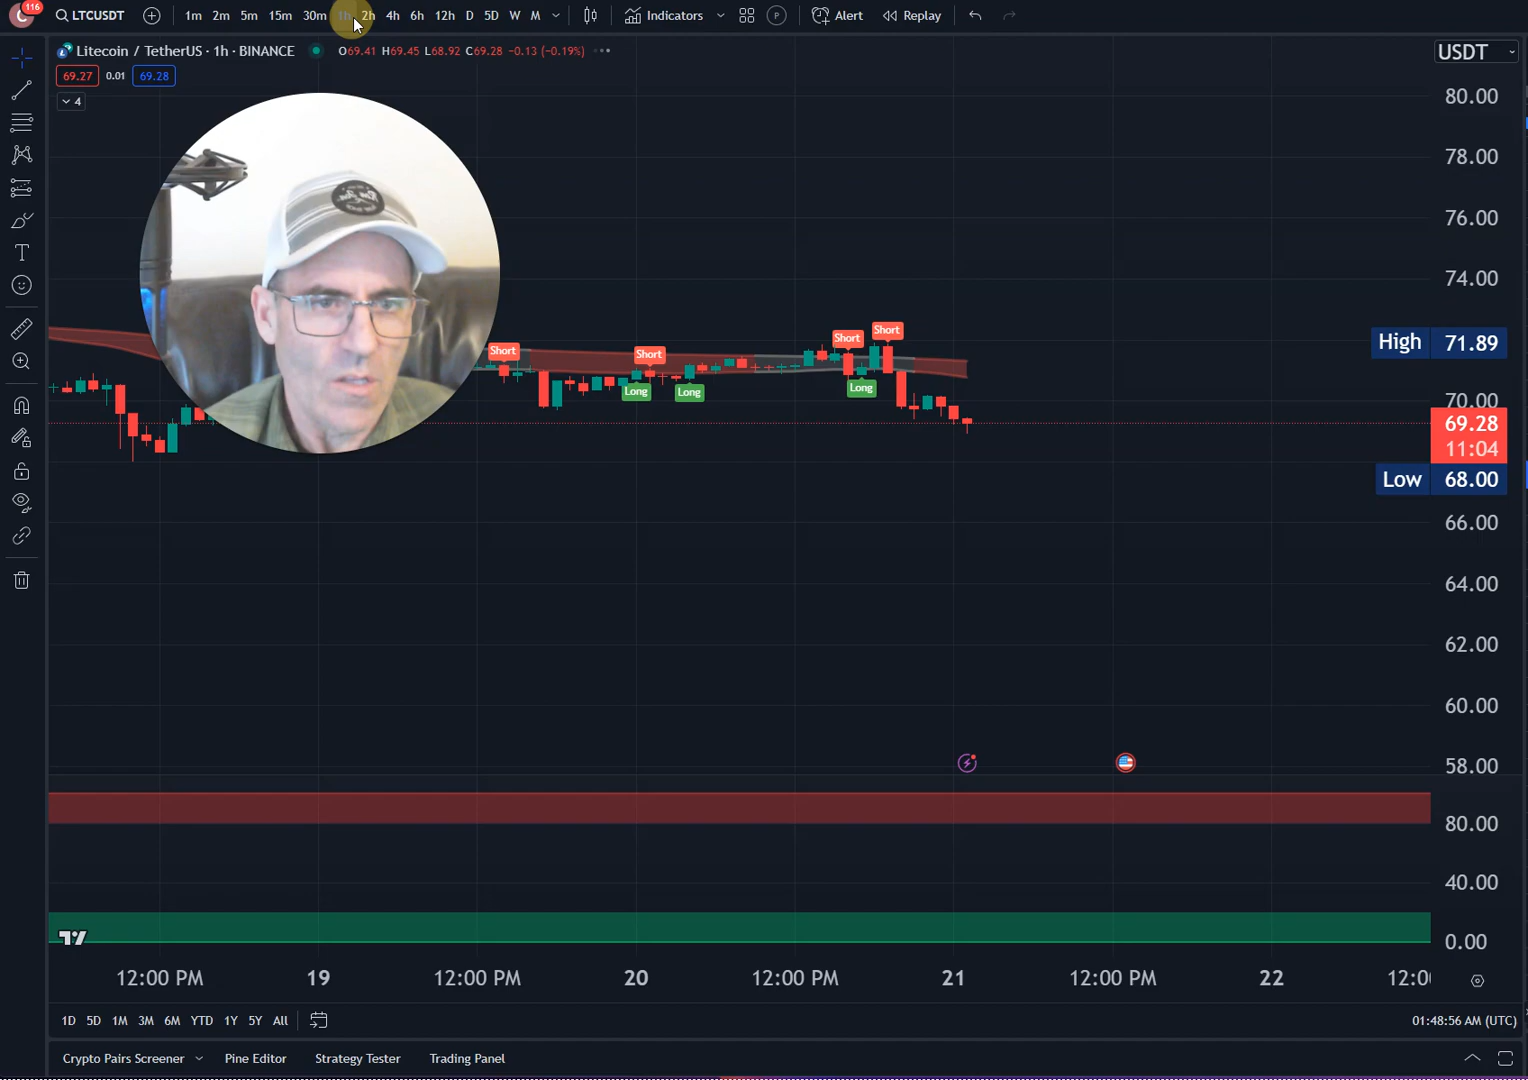 C 116 LTCUSDT 1m 2m 5m 15m 30m 1h 2h 4h 6h 12h D 5D W M Indicators P Alert Replay
Litecoin / TetherUS · 1h · BINANCE O69.41 H69.45 L68.92 C69.28 −0.13 (−0.19%)
USDT
69.27 0.01 69.28
4
80.00
78.00
76.00
74.00
Short
Short
High 71.89
Short
Short
Long
Long
Long
70.00
69.28
11:04
Low 68.00
66.00
64.00
62.00
60.00
58.00
80.00
40.00
0.00
12:00 PM 19 12:00 PM 20 12:00 PM 21 12:00 PM 22
1D 5D 1M 3M 6M YTD 1Y 5Y All 01:48:56 AM (UTC)
Crypto Pairs Screener Pine Editor Strategy Tester Trading Panel